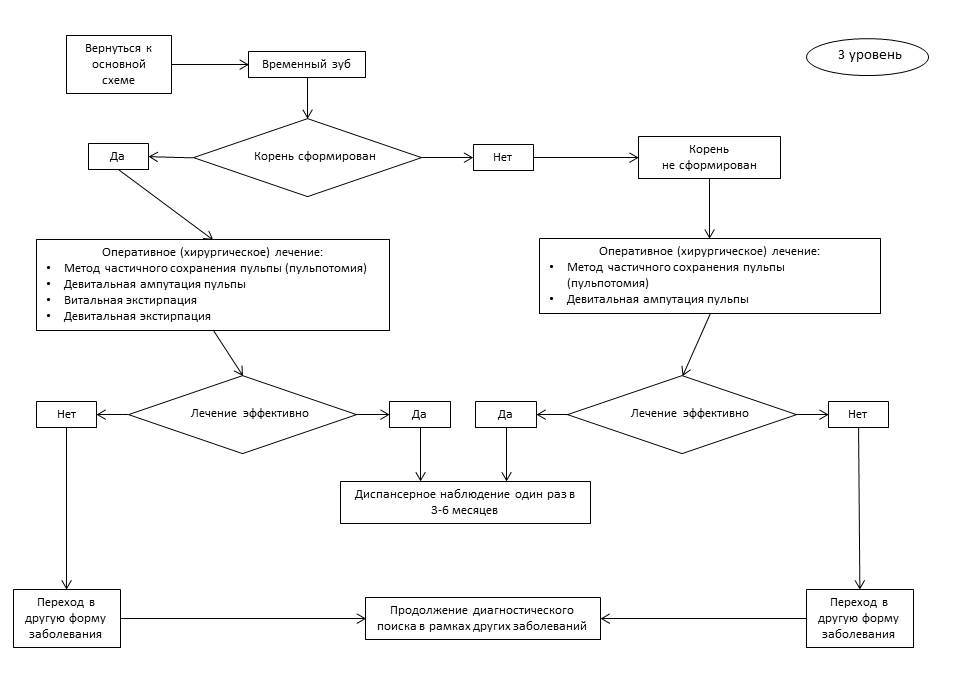 Вернуться к
основной
схеме
Временный зуб
3 уровень
Да
Корень сформирован
Нет
Корень
не сформирован
Оперативное (хирургическое) лечение:
• Метод частичного сохранения пульпы (пульпотомия)
• Девитальная ампутация пульпы
• Витальная экстирпация
• Девитальная экстирпация
Оперативное (хирургическое) лечение:
• Метод частичного сохранения пульпы
(пульпотомия)
• Девитальная ампутация пульпы
Нет
Лечение эффективно
Да
Да
Лечение эффективно
Нет
Диспансерное наблюдение один раз в
3-6 месяцев
Переход в
другую форму
заболевания
Продолжение диагностического
поиска в рамках других заболеваний
Переход в
другую форму
заболевания